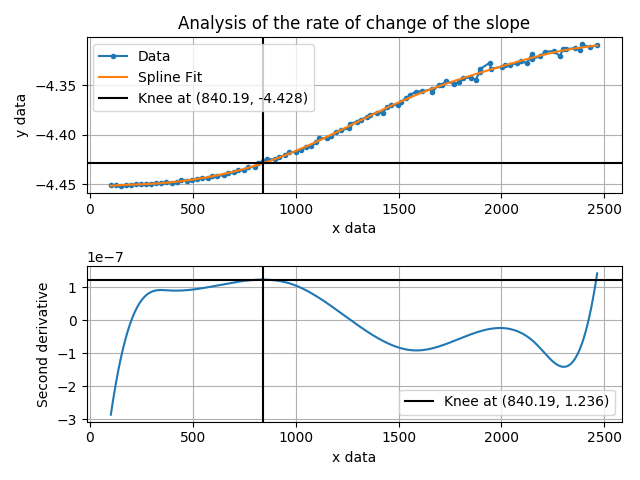 Analysis of the rate of change of the slope
Data
Spline Fit
Knee at (840.19, -4.428)
y data
−4.35
−4.40
−4.45
0 500 1000 1500 2000 2500
x data
1e−7
Second derivative
1
0
−1
−2
−3
Knee at (840.19, 1.236)
0 500 1000 1500 2000 2500
x data